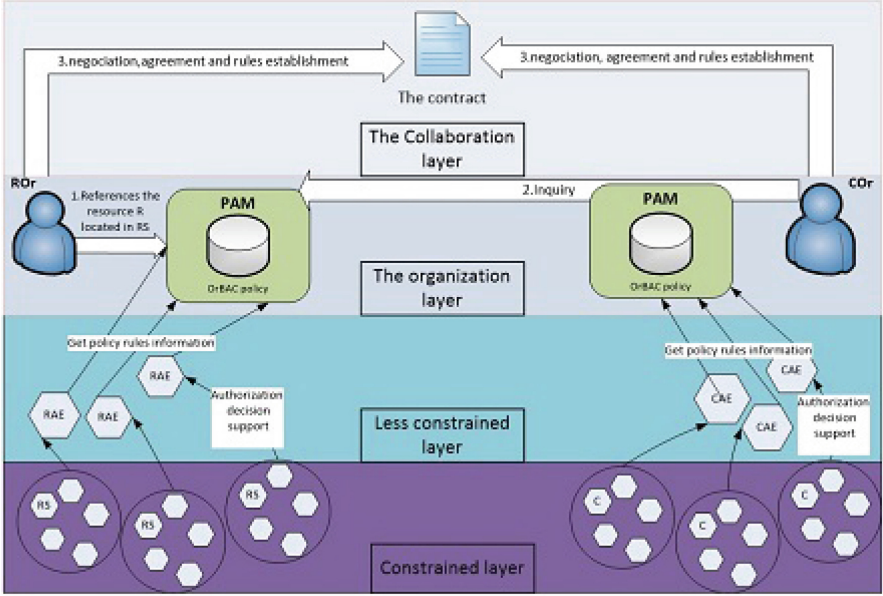 3.negociation,agreement and rules establishment
3.negociation, agreement and rules establishment
The contract
The Collaboration
layer
ROr
1.References the
resource R
located in RS
PAM
OrBAC policy
2.Inquiry
PAM
OrBAC policy
COr
The organization
layer
Get policy rules information
Get policy rules information
RAE
RAE
RAE
Authorization
decision
support
CAE
CAE
CAE
Authorization
decision
support
Less constrained
layer
RS
RS
RS
C
C
C
Constrained layer